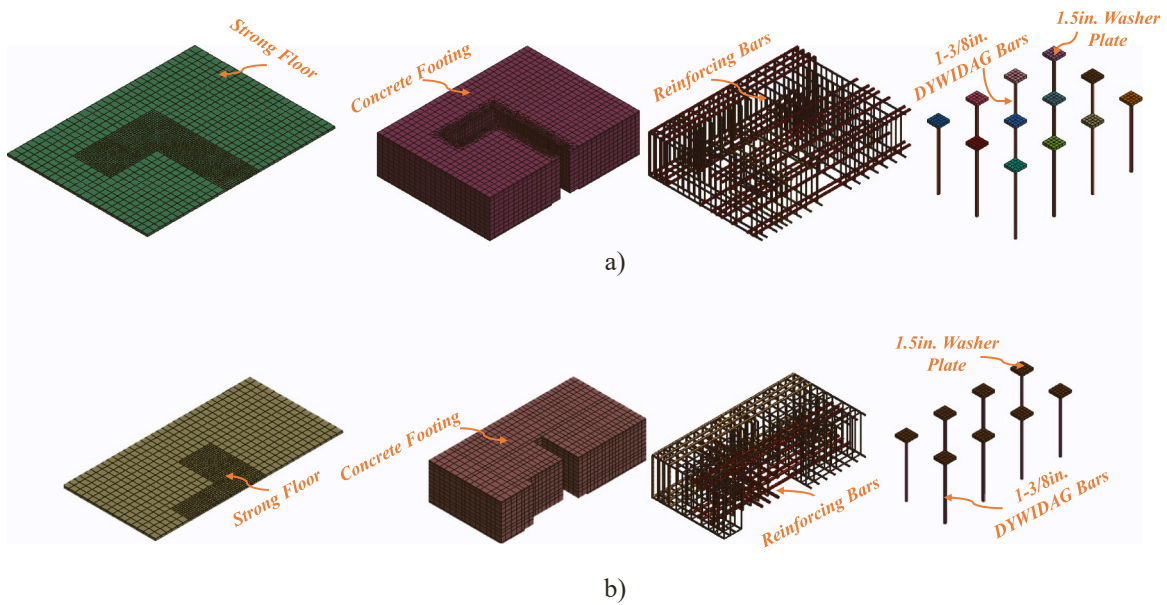 Strong
Floor
Concrete Footing
Reinforcing Bars
1-3/8in.
DYWIDAG Bars
1.5in. Washer
Plate
a)
Strong Floor
Concrete Footing
Reinforcing Bars
1.5in. Washer
Plate
1-3/8in.
DYWIDAG Bars
b)